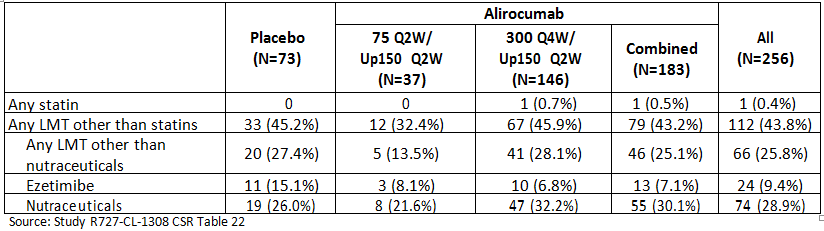 Alirocumab
Placebo (N=73) 75 Q2W/ Up150 Q2W (N=37) 300 Q4W/ Up150 Q2W (N=146) Combined (N=183) All (N=256)
Any statin 0 0 1 (0.7%) 1 (0.5%) 1 (0.4%)
Any LMT other than statins 33 (45.2%) 12 (32.4%) 67 (45.9%) 79 (43.2%) 112 (43.8%)
Any LMT other than nutraceuticals 20 (27.4%) 5 (13.5%) 41 (28.1%) 46 (25.1%) 66 (25.8%)
Ezetimibe 11 (15.1%) 3 (8.1%) 10 (6.8%) 13 (7.1%) 24 (9.4%)
Nutraceuticals 19 (26.0%) 8 (21.6%) 47 (32.2%) 55 (30.1%) 74 (28.9%)
Source: Study R727-CL-1308 CSR Table 22